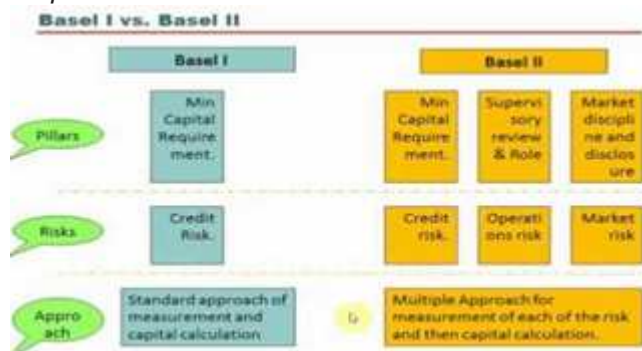 Basel I vs. Basel II
Basel I
Basel II
Pillars
Min
Capital
Require
ment.
Min
Capital
Require
ment.
Supervi
sory
review
& Role
Market
discipli
ne and
disclos
ure
Risks
Credit
Risk.
Credit
risk.
Operati
ons risk
Market
risk
Appro
ach
Standard approach of
measurement and
capital calculation
Multiple Approach for
measurement of each of the risk
and then capital calculation.